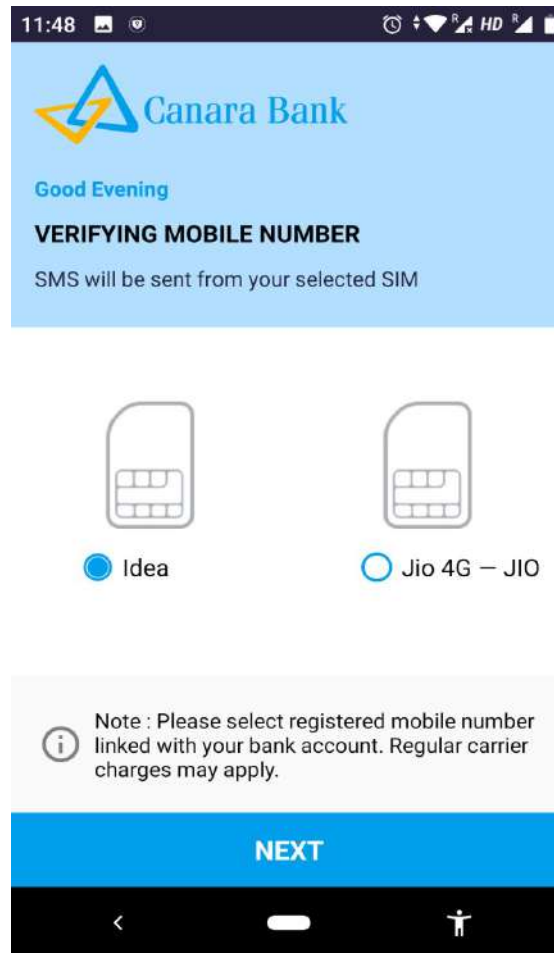 11:48 R HD R
Canara Bank
Good Evening
VERIFYING MOBILE NUMBER
SMS will be sent from your selected SIM
Idea Jio 4G — JIO
Note : Please select registered mobile number
linked with your bank account. Regular carrier
charges may apply.
NEXT